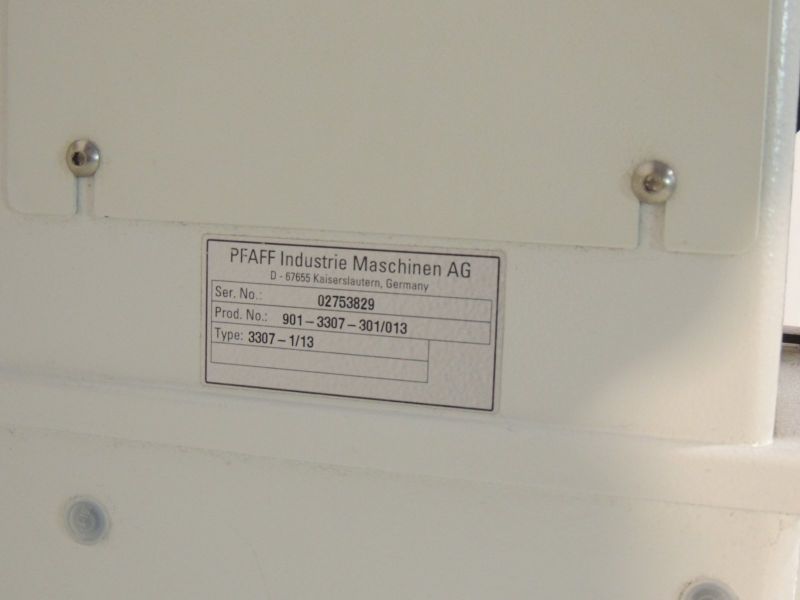 PFAFF Industrie Maschinen AG
D - 67655 Kaiserslautern, Germany
Ser. No.: 02753829
Prod. No.: 901-3307-301/013
Type: 3307-1/13